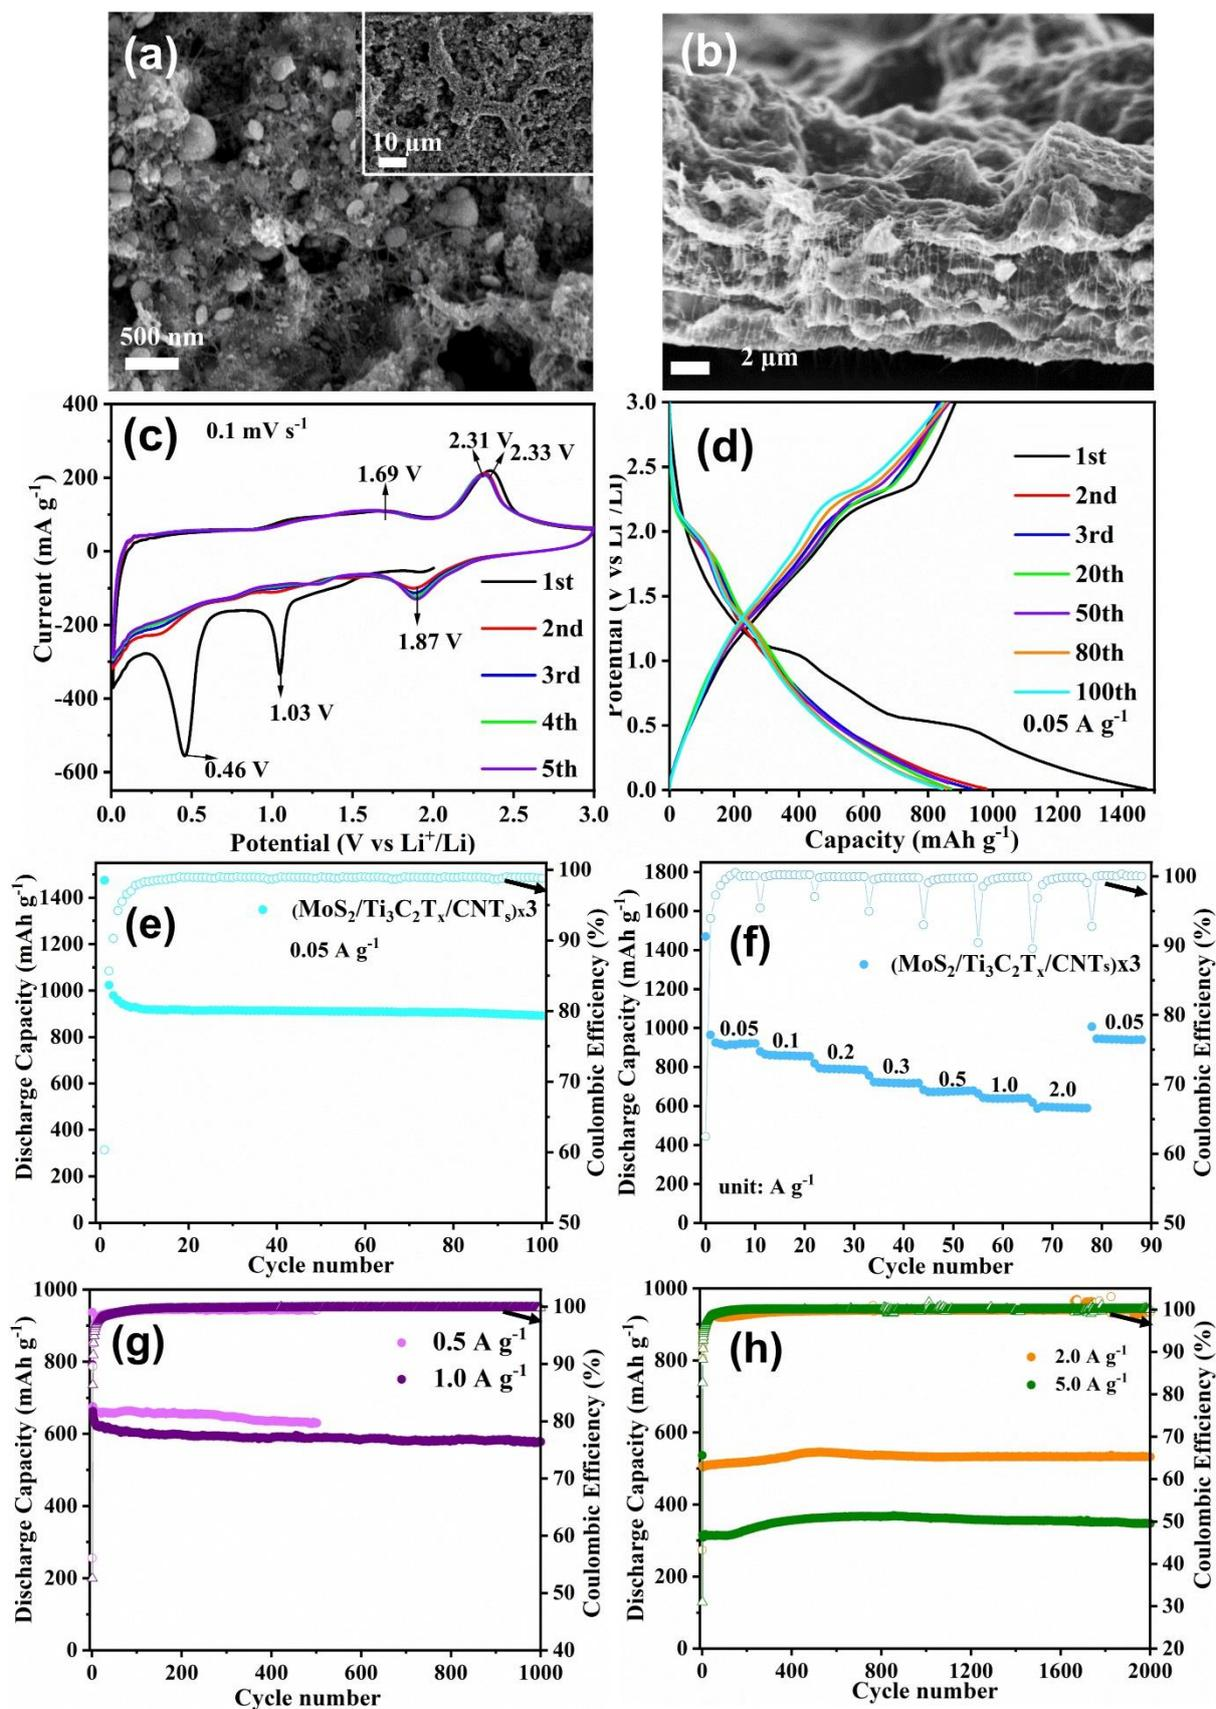 (a)
10 μm
500 nm
(b)
2 μm
(c)
0.1 mV s⁻¹
2.31 V
2.33 V
1.69 V
1.87 V
1.03 V
0.46 V
1st
2nd
3rd
4th
5th
400
200
0
-200
-400
-600
Current (mA g⁻¹)
0.0 0.5 1.0 1.5 2.0 2.5 3.0
Potential (V vs Li⁺/Li)
(d)
1st
2nd
3rd
20th
50th
80th
100th
0.05 A g⁻¹
3.0
2.5
2.0
1.5
1.0
0.5
0.0
Potential (V vs Li⁺/Li)
0 200 400 600 800 1000 1400
Capacity (mAh g⁻¹)
(e)
(MoS₂/Ti₃C₂Tₓ/CNTₛ)x3
0.05 A g⁻¹
1400
1200
1000
900
800
600
400
200
0
Discharge Capacity (mAh g⁻¹)
100
90
80
70
60
50
Coulombic Efficiency (%)
0 20 40 60 80 100
Cycle number
(f)
(MoS₂/Ti₃C₂Tₓ/CNTₛ)x3
0.05
0.1
0.2
0.3
0.5
1.0
2.0
0.05
unit: A g⁻¹
1800
1600
1400
1200
1000
800
600
400
200
0
Discharge Capacity (mAh g⁻¹)
100
90
80
70
60
50
Coulombic Efficiency (%)
0 10 20 30 40 50 60 70 80 90
Cycle number
(g)
0.5 A g⁻¹
1.0 A g⁻¹
1000
900
800
600
400
200
0
Discharge Capacity (mAh g⁻¹)
100
90
80
70
60
50
40
Coulombic Efficiency (%)
0 200 400 600 800 1000
Cycle number
(h)
2.0 A g⁻¹
5.0 A g⁻¹
1000
900
800
600
500
300
200
0
Discharge Capacity (mAh g⁻¹)
100
90
80
70
60
50
40
30
20
Coulombic Efficiency (%)
0 400 800 1200 1600 2000
Cycle number